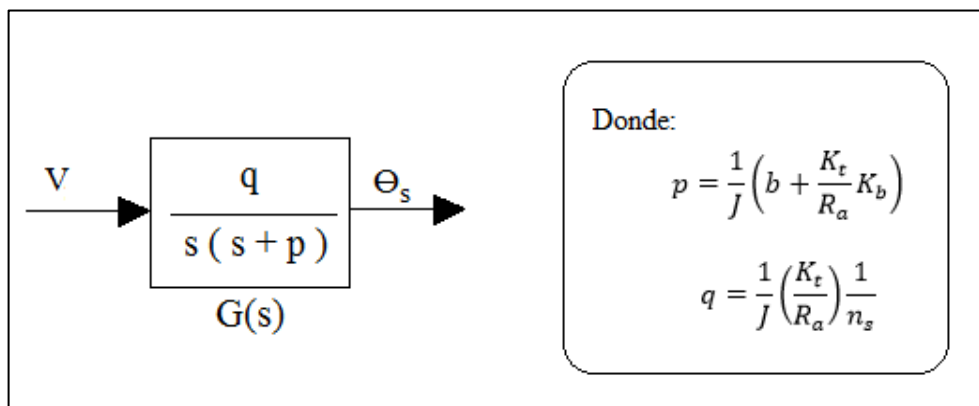 V
q
s ( s + p )
ϴs
G(s)
Donde:
p = 1/J (b + Kt/Ra Kb)
q = 1/J (Kt/Ra) 1/ns